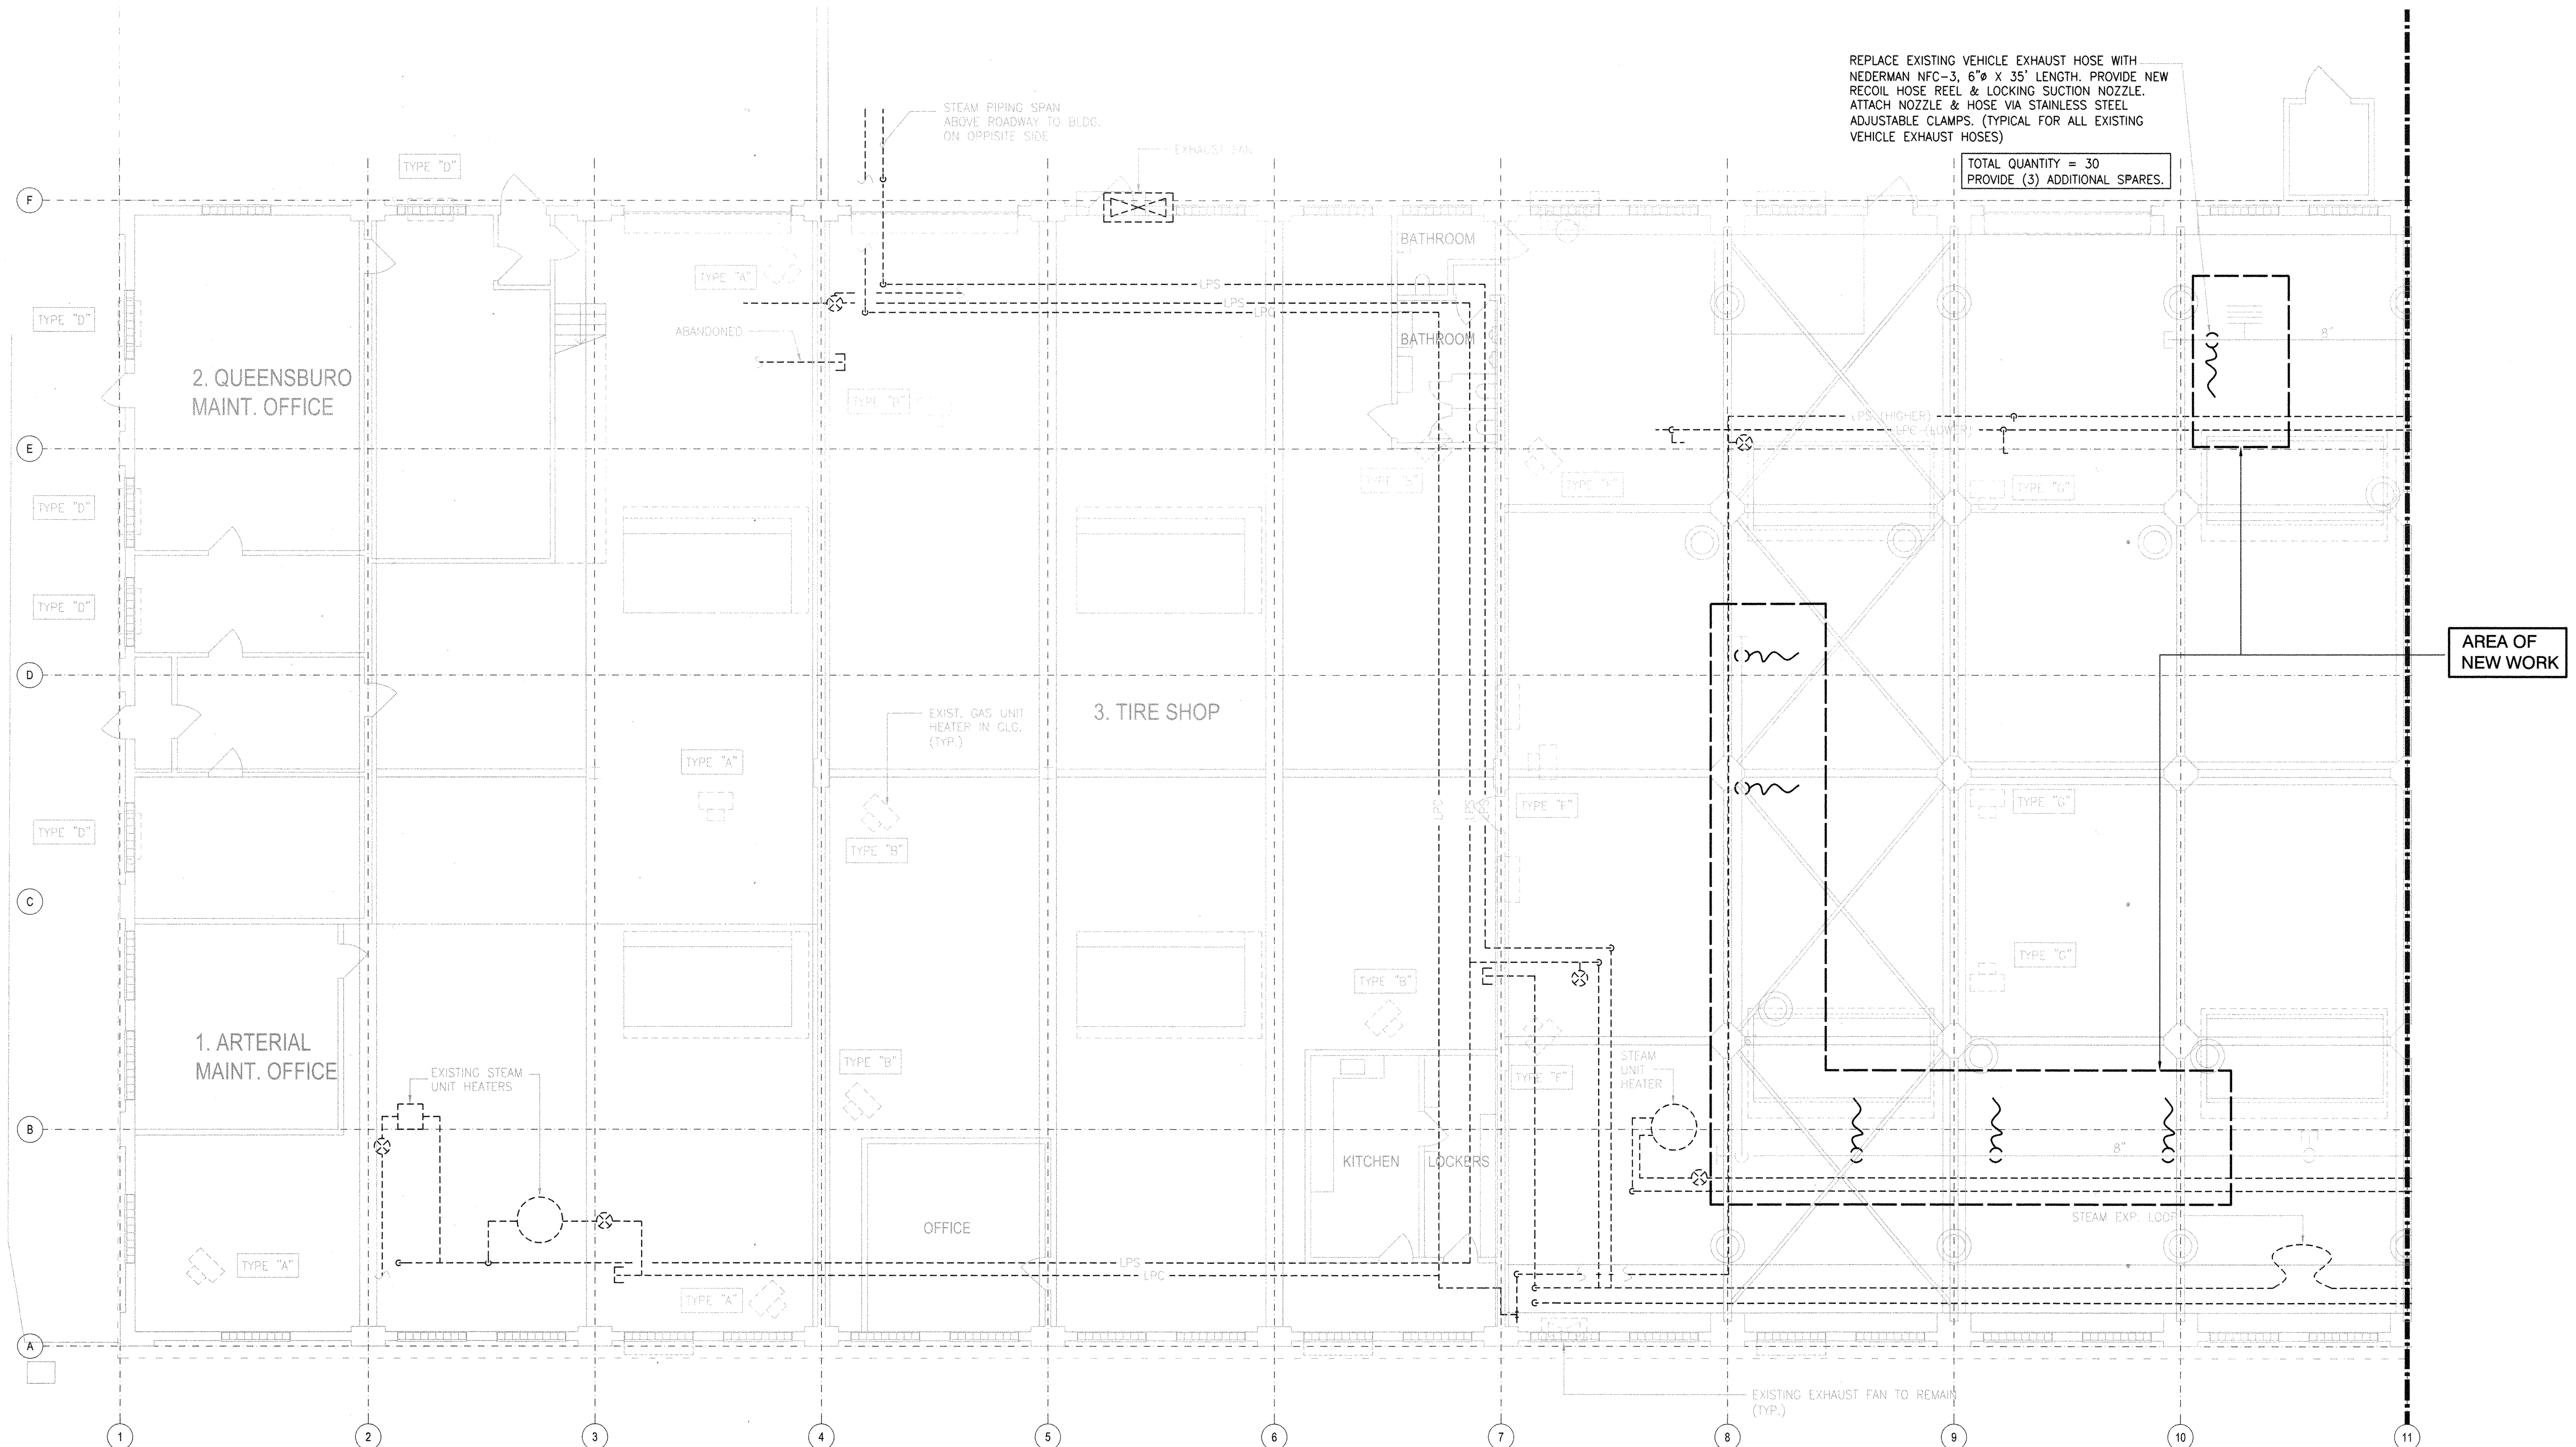 REPLACE EXISTING VEHICLE EXHAUST HOSE WITH
NEDERMAN NFC-3, 6"ø X 35' LENGTH. PROVIDE NEW
RECOIL HOSE REEL & LOCKING SUCTION NOZZLE.
ATTACH NOZZLE & HOSE VIA STAINLESS STEEL
ADJUSTABLE CLAMPS. (TYPICAL FOR ALL EXISTING
VEHICLE EXHAUST HOSES)
TOTAL QUANTITY = 30
PROVIDE (3) ADDITIONAL SPARES.
STEAM PIPING SPAN
ABOVE ROADWAY TO BLDG.
ON OPPISITE SIDE
EXHAUST FAN
TYPE "D"
F
BATHROOM
TYPE "A"
LPS
LPS
LPC
TYPE "D"
ABANDONED
BATHROOM
8"
2. QUEENSBURO
MAINT. OFFICE
TYPE "B"
LPS (HIGHER)
LPC (LOWER)
E
TYPE "F"
TYPE "G"
TYPE "D"
TYPE "D"
AREA OF
NEW WORK
D
EXIST. GAS UNIT
HEATER IN CLG.
(TYP.)
3. TIRE SHOP
TYPE "A"
TYPE "F"
TYPE "G"
LPC
LPS
LPS
TYPE "D"
TYPE "B"
C
TYPE "G"
TYPE "B"
1. ARTERIAL
MAINT. OFFICE
EXISTING STEAM
UNIT HEATERS
TYPE "B"
STEAM
UNIT
HEATER
TYPE "F"
B
KITCHEN
LOCKERS
8"
OFFICE
STEAM EXP. LOOP
TYPE "A"
LPS
LPC
TYPE "A"
A
EXISTING EXHAUST FAN TO REMAIN
(TYP.)
1
2
3
4
5
6
7
8
9
10
11